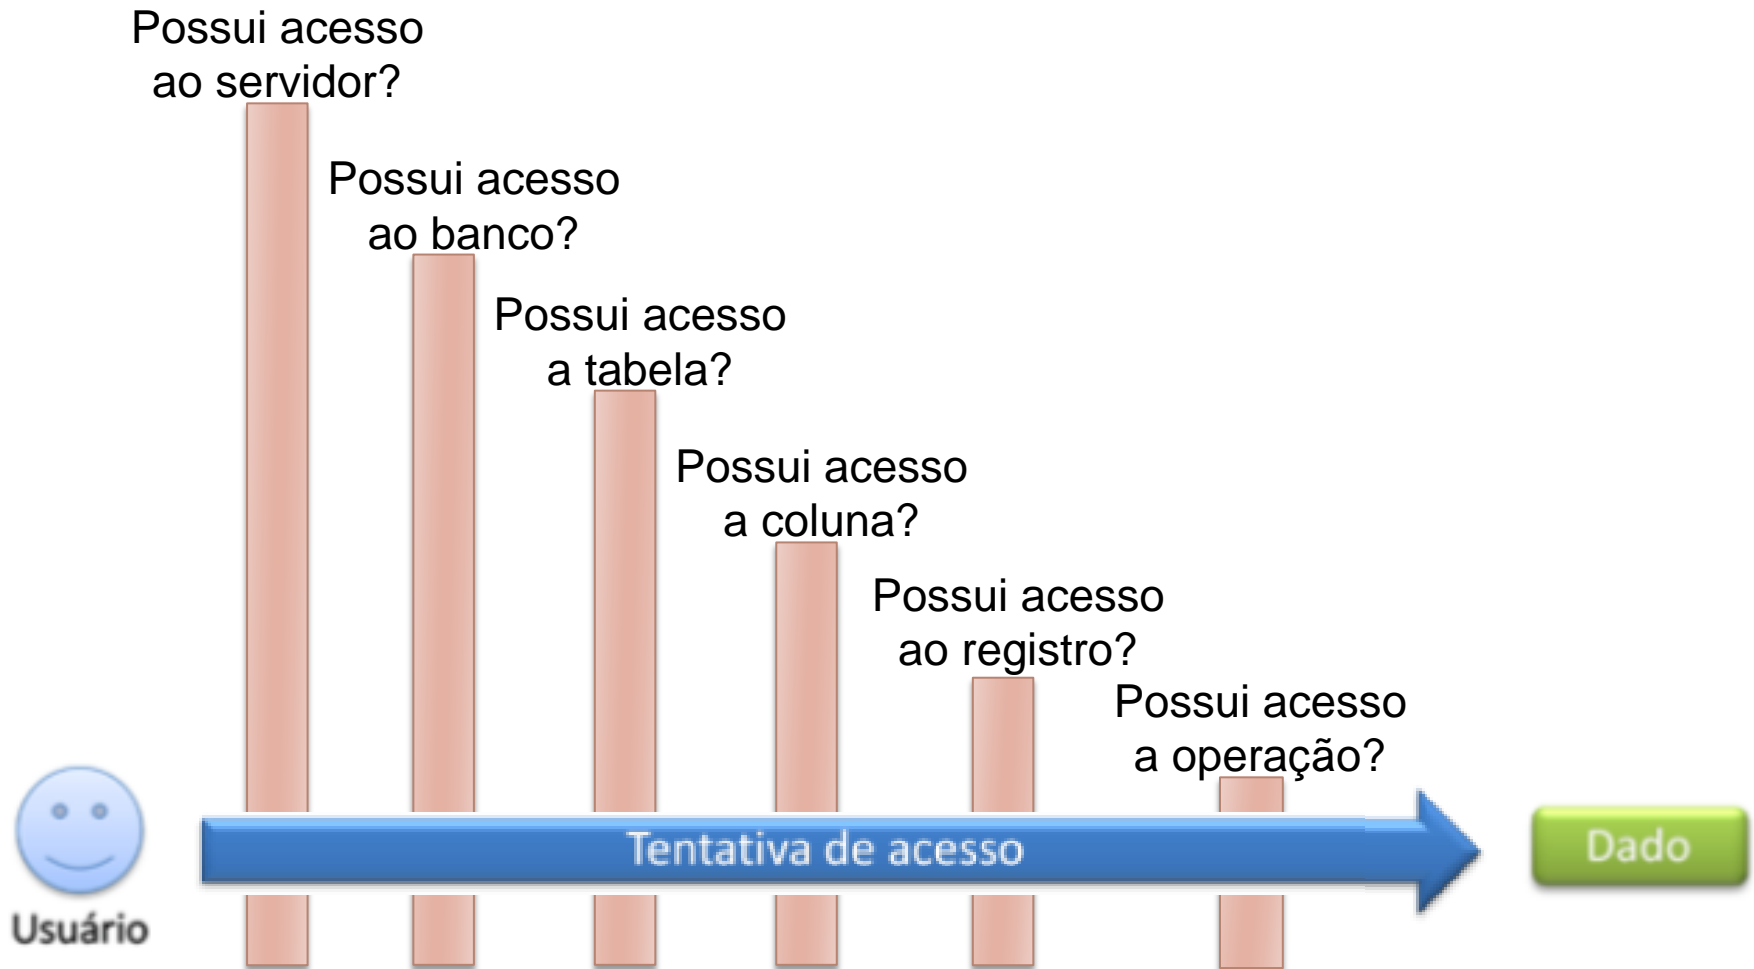 Possui acesso
ao servidor?
Possui acesso
ao banco?
Possui acesso
a tabela?
Possui acesso
a coluna?
Possui acesso
ao registro?
Possui acesso
a operação?
Tentativa de acesso
Dado
Usuário